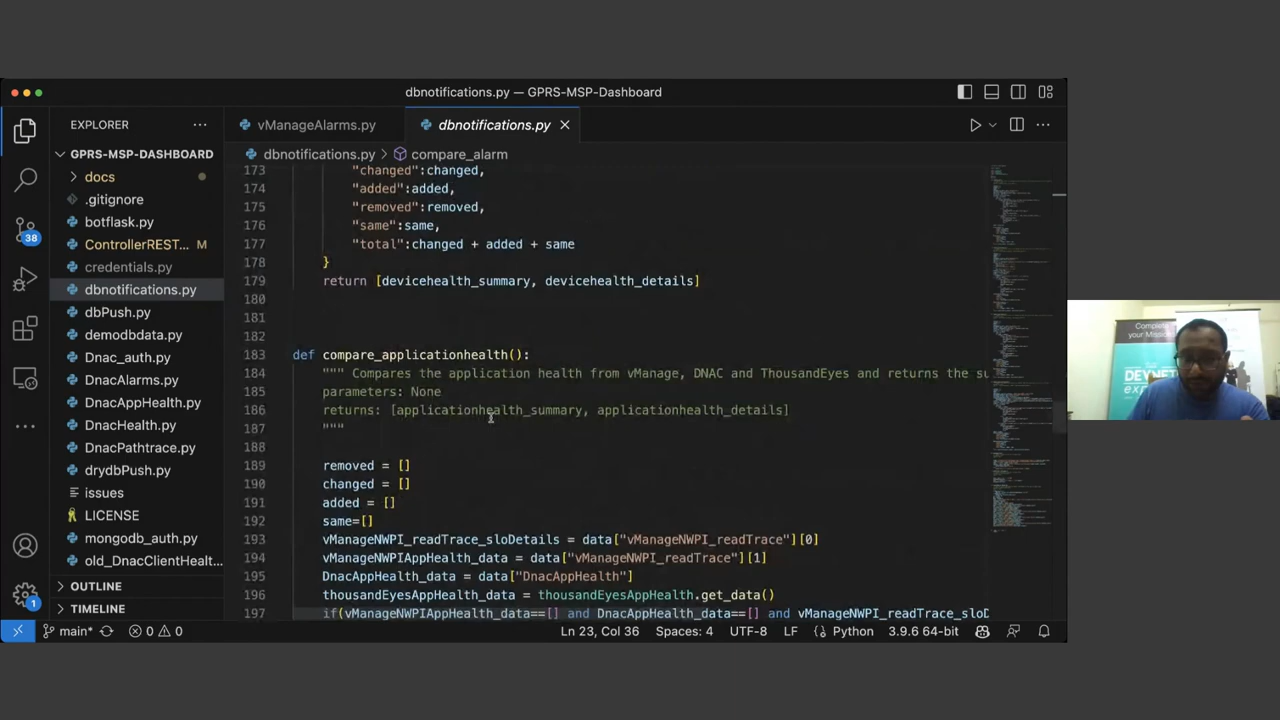 dbnotifications.py — GPRS-MSP-Dashboard
EXPLORER
vManageAlarms.py
dbnotifications.py
GPRS-MSP-DASHBOARD
dbnotifications.py > compare_alarm
docs
.gitignore
botflask.py
ControllerREST... M
credentials.py
dbnotifications.py
dbPush.py
demo_data.py
Dnac_auth.py
DnacAlarms.py
DnacAppHealth.py
DnacHealth.py
DnacPathtrace.py
drydbPush.py
issues
LICENSE
mongodb_auth.py
old_DnacClientHealt...
OUTLINE
TIMELINE
38
1
173 "changed":changed,
174 "added":added,
175 "removed":removed,
176 "same":same,
177 "total":changed + added + same
178 }
179 return [devicehealth_summary, devicehealth_details]
180
181
182
183 def compare_applicationhealth():
184 """ Compares the application health from vManage, DNAC and ThousandEyes and returns the su
185 parameters: None
186 returns: [applicationhealth_summary, applicationhealth_details]
187 """
188
189 removed = []
190 changed = []
191 added = []
192 same=[]
193 vManageNWPI_readTrace_sloDetails = data["vManageNWPI_readTrace"][0]
194 vManageNWPIAppHealth_data = data["vManageNWPI_readTrace"][1]
195 DnacAppHealth_data = data["DnacAppHealth"]
196 thousandEyesAppHealth_data = thousandEyesAppHealth.get_data()
197 if(vManageNWPIAppHealth_data==[] and DnacAppHealth_data==[] and vManageNWPI_readTrace_sloD
main* 0 0 Ln 23, Col 36 Spaces: 4 UTF-8 LF Python 3.9.6 64-bit
Complete
your Mission
DEVNET